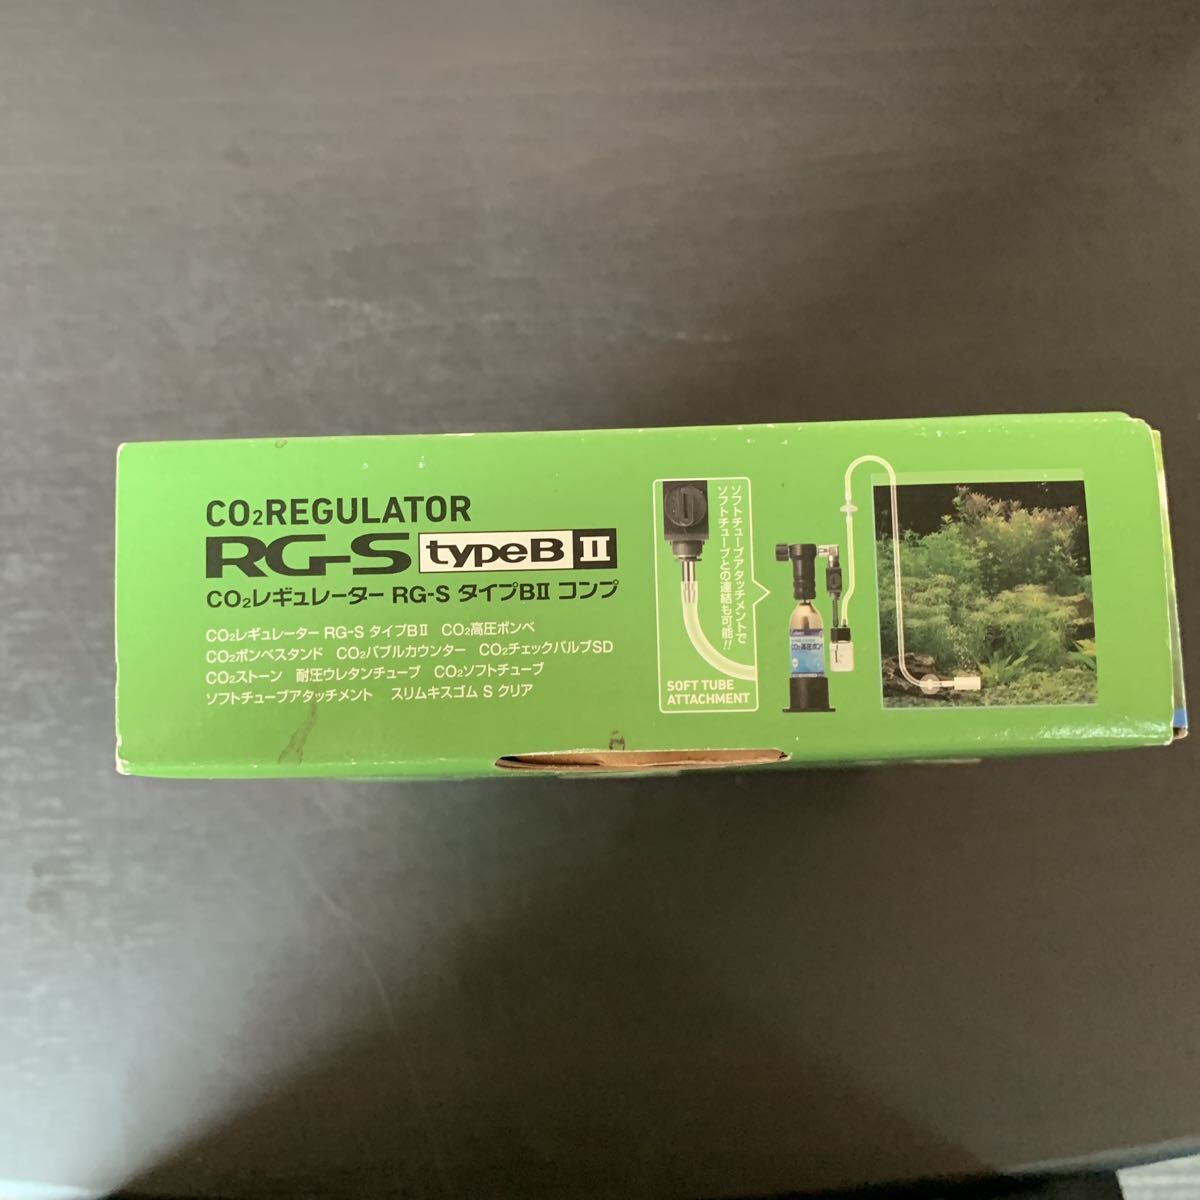 CO2REGULATOR
RG-S typeB II
CO2レギュレーター RG-S タイプBII コンプ
CO2レギュレーター RG-S タイプBII CO2高圧ボンベ
CO2ボンベスタンド CO2バブルカウンター CO2チェックバルブSD
CO2ストーン 耐圧ウレタンチューブ CO2ソフトチューブ
ソフトチューブアタッチメント スリムキスゴム S クリア
ソフトチューブアタッチメントで
ソフトチューブとの連結も可能!!
SOFT TUBE
ATTACHMENT
CO2高圧ボンベ